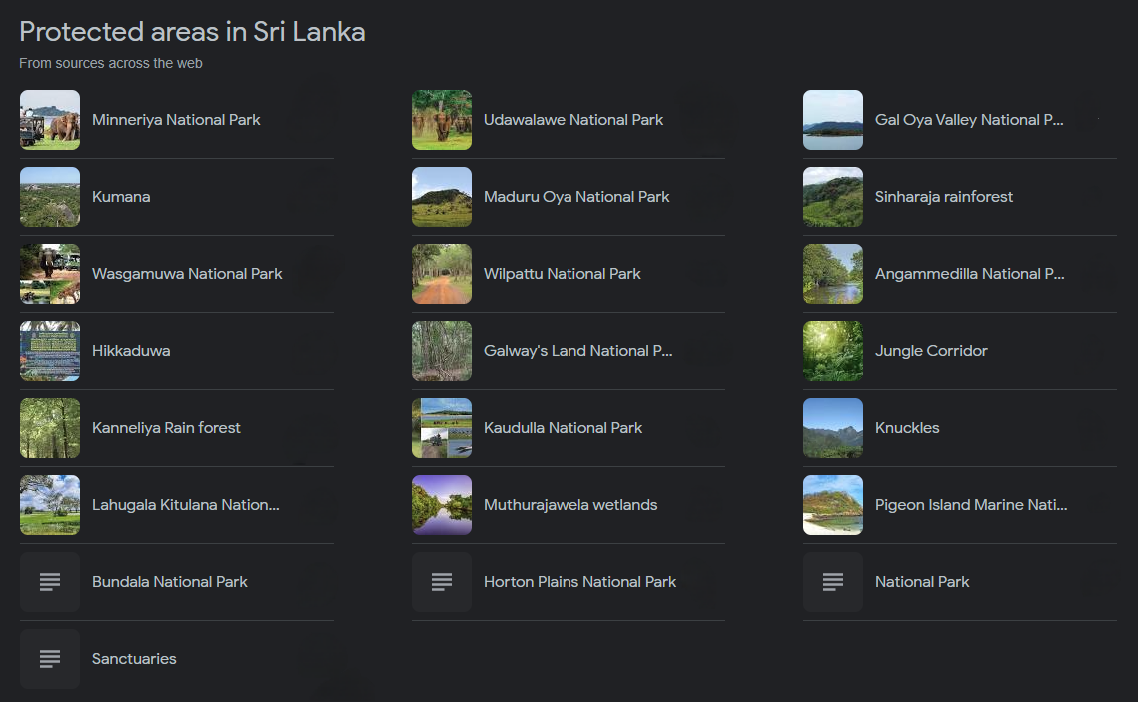 Protected areas in Sri Lanka
From sources across the web
Minneriya National Park
Udawalawe National Park
Gal Oya Valley National P...
Kumana
Maduru Oya National Park
Sinharaja rainforest
Wasgamuwa National Park
Wilpattu National Park
Angammedilla National P...
Hikkaduwa
Galway's Land National P...
Jungle Corridor
Kanneliya Rain forest
Kaudulla National Park
Knuckles
Lahugala Kitulana Nation...
Muthurajawela wetlands
Pigeon Island Marine Nati...
Bundala National Park
Horton Plains National Park
National Park
Sanctuaries